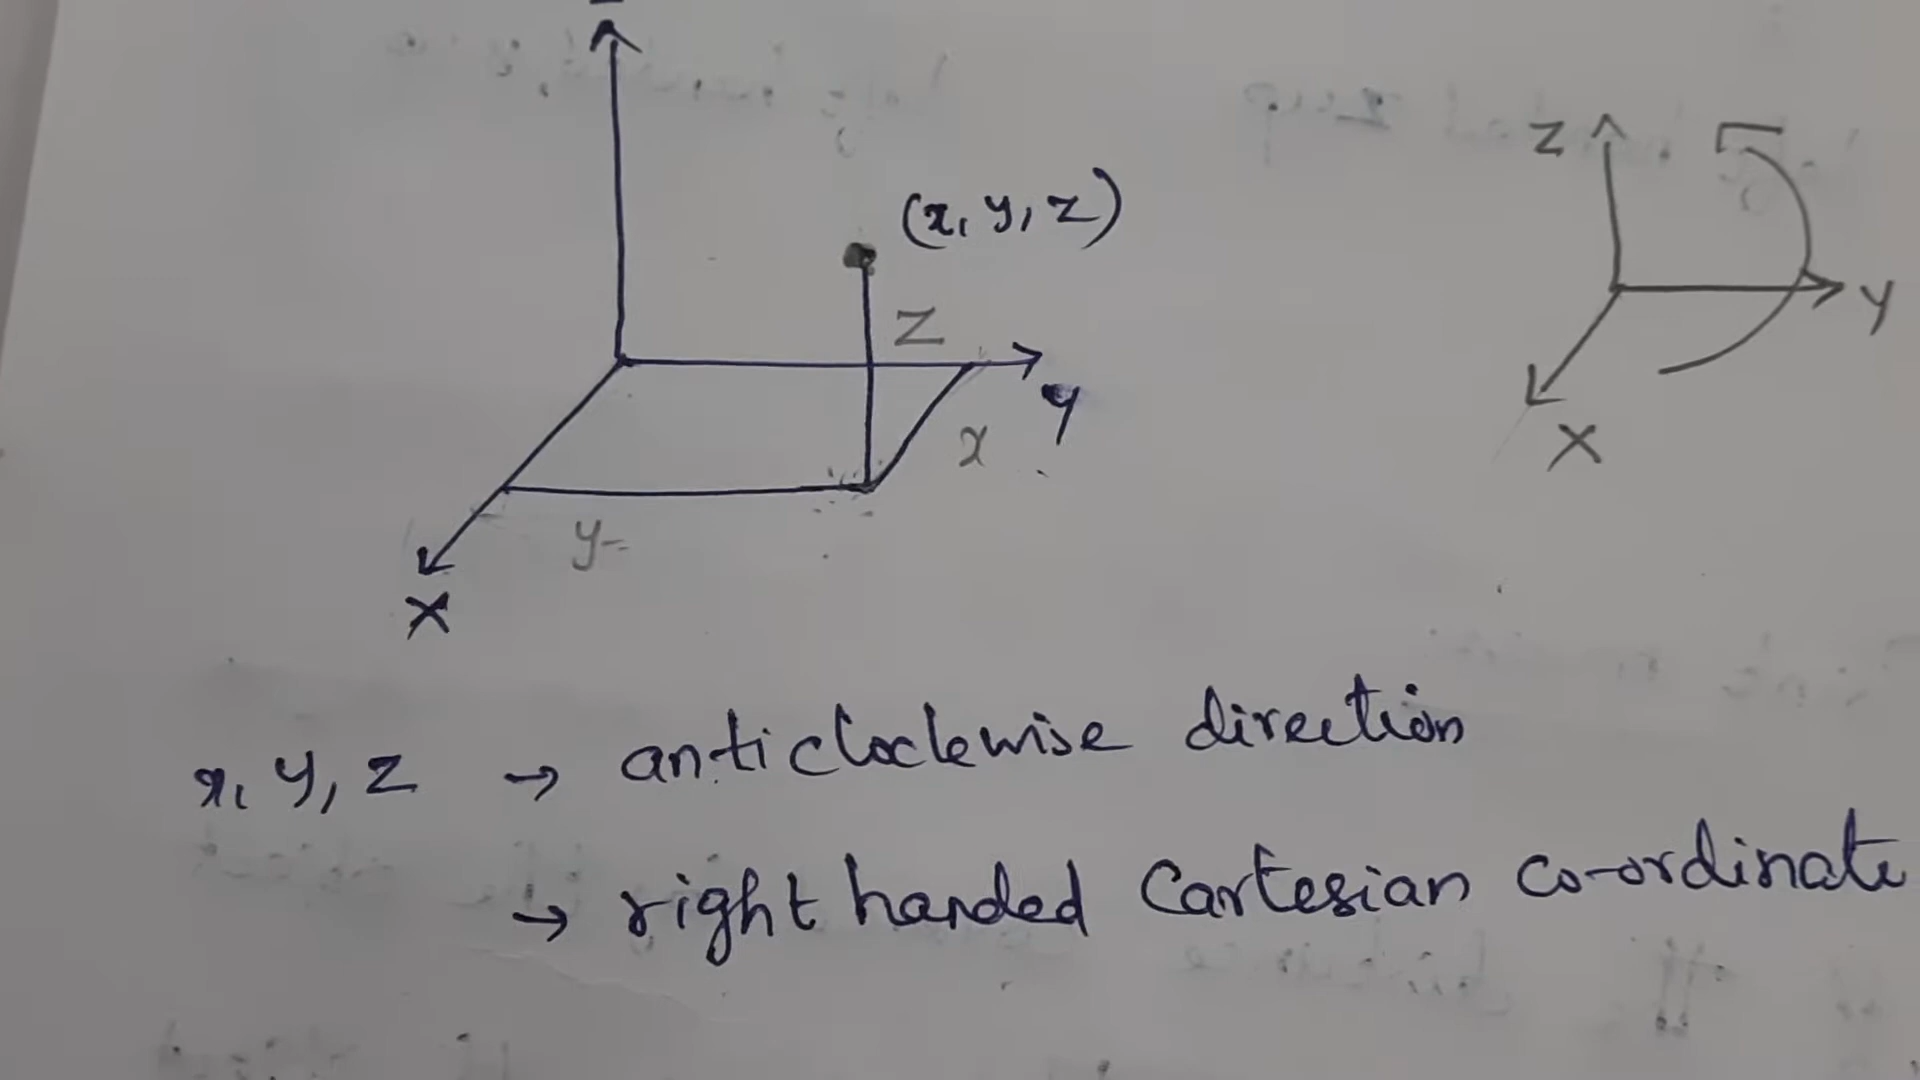 (x, y, z)
Z
Z
y
Y
x
y
X
X
x, y, z → anticlockwise direction
→ right handed Cartesian co-ordinate